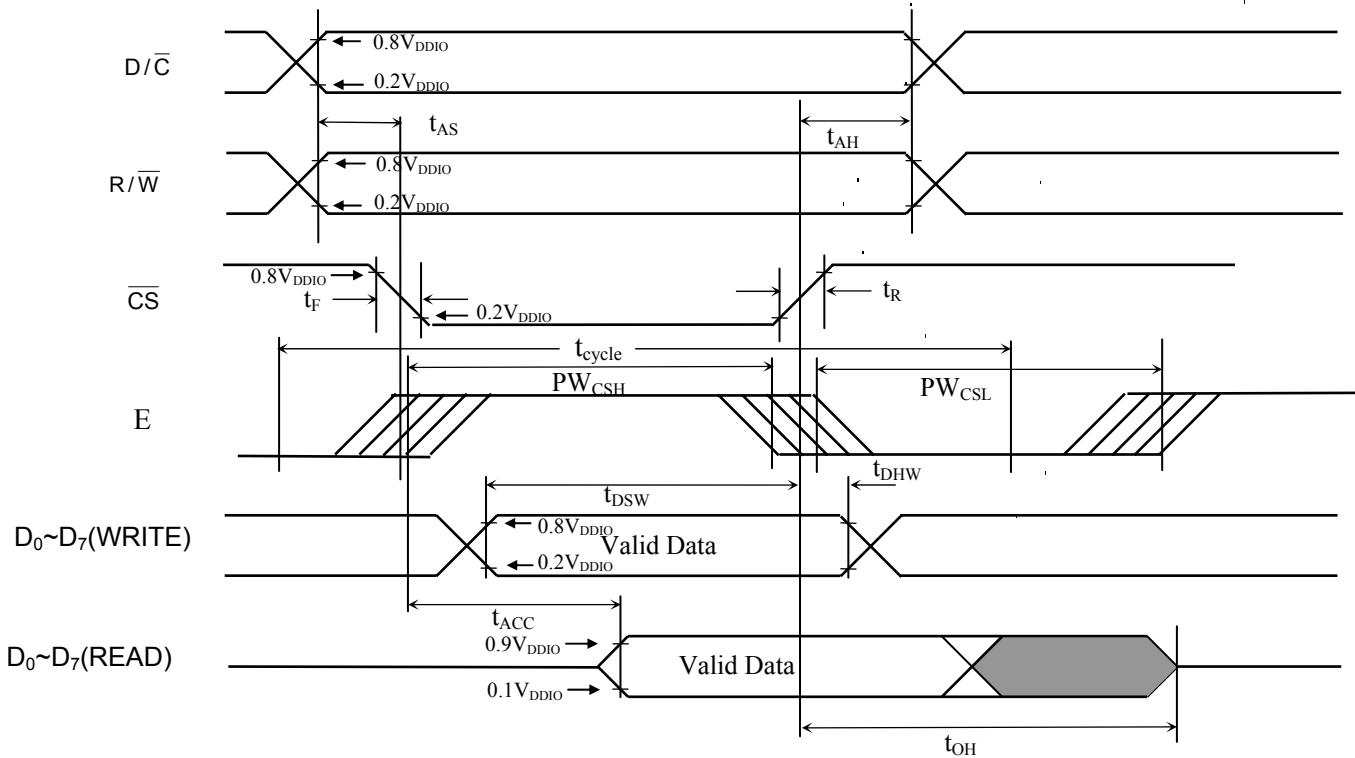 D/C̅
0.8V_DDIO
0.2V_DDIO
t_AS
t_AH
R/W̅
0.8V_DDIO
0.2V_DDIO
C̅S̅
0.8V_DDIO
t_F
0.2V_DDIO
t_R
t_cycle
E
PW_CSH
PW_CSL
t_DSW
t_DHW
D₀~D₇(WRITE)
0.8V_DDIO
Valid Data
0.2V_DDIO
t_ACC
D₀~D₇(READ)
0.9V_DDIO
Valid Data
0.1V_DDIO
t_OH